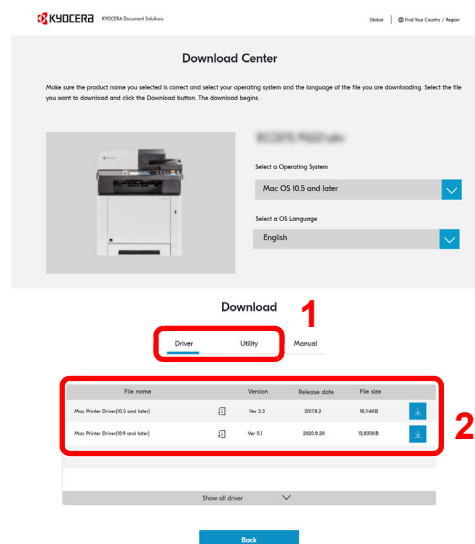 KYOCERA KYOCERA Document Solutions Global Find Your Country / Region
Download Center
Make sure the product name you selected is correct and select your operating system and the language of the file you are downloading. Select the file
you want to download and click the Download button. The download begins.
Select a Operating System
Mac OS 10.5 and later
Select a OS Language
English
Download 1
Driver Utility Manual
File name Version Release date File size
Mac Printer Driver(10.5 and later) Ver 3.3 2017.8.2 18,114KB
Mac Printer Driver(10.9 and later) Ver 5.1 2020.8.20 13,835KB
2
Show all driver
Back